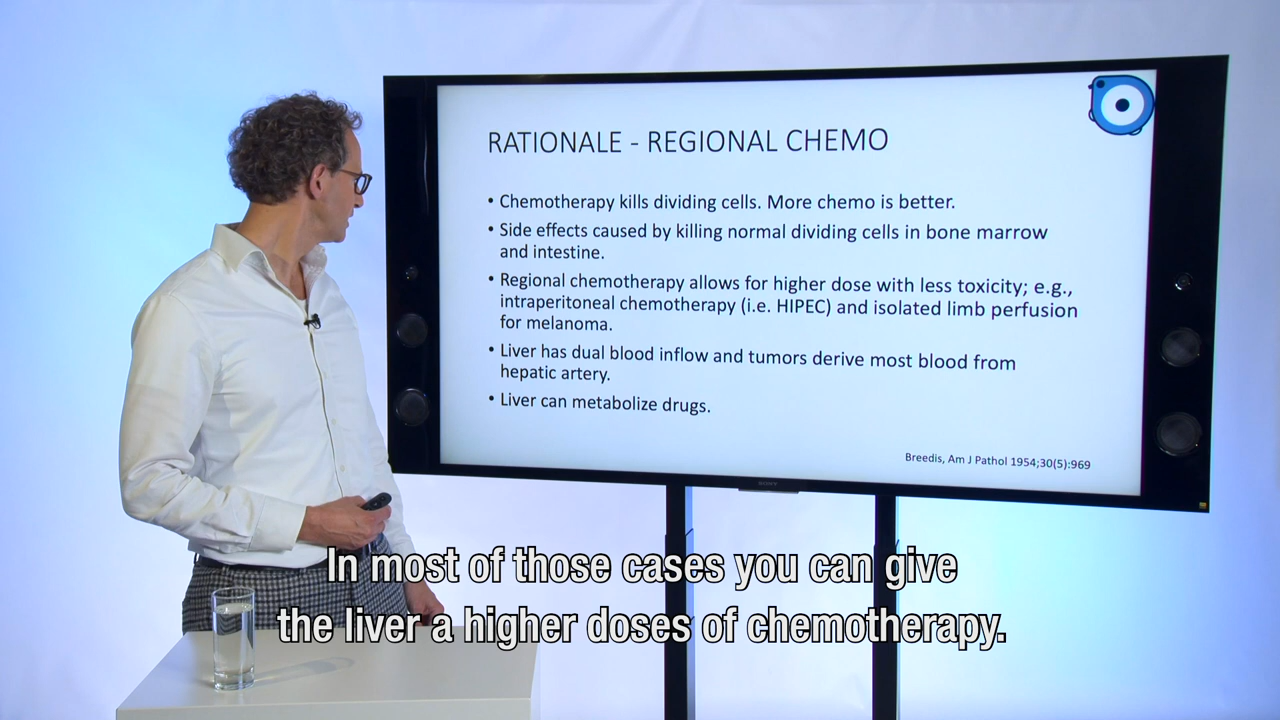 RATIONALE - REGIONAL CHEMO
• Chemotherapy kills dividing cells. More chemo is better.
• Side effects caused by killing normal dividing cells in bone marrow
and intestine.
• Regional chemotherapy allows for higher dose with less toxicity; e.g.,
intraperitoneal chemotherapy (i.e. HIPEC) and isolated limb perfusion
for melanoma.
• Liver has dual blood inflow and tumors derive most blood from
hepatic artery.
• Liver can metabolize drugs.
Breedis, Am J Pathol 1954;30(5):969
SONY
In most of those cases you can give
the liver a higher doses of chemotherapy.